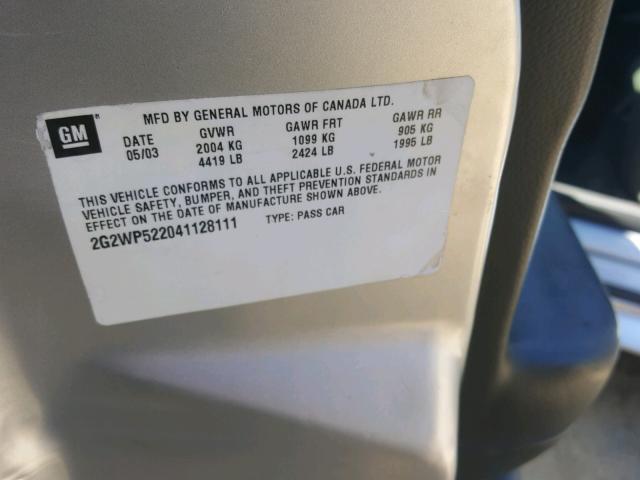 GM
MFD BY GENERAL MOTORS OF CANADA LTD.
DATE GVWR GAWR FRT GAWR RR
05/03 2004 KG 1099 KG 905 KG
4419 LB 2424 LB 1995 LB
THIS VEHICLE CONFORMS TO ALL APPLICABLE U.S. FEDERAL MOTOR
VEHICLE SAFETY, BUMPER, AND THEFT PREVENTION STANDARDS IN
EFFECT ON THE DATE OF MANUFACTURE SHOWN ABOVE.
2G2WP522041128111 TYPE: PASS CAR